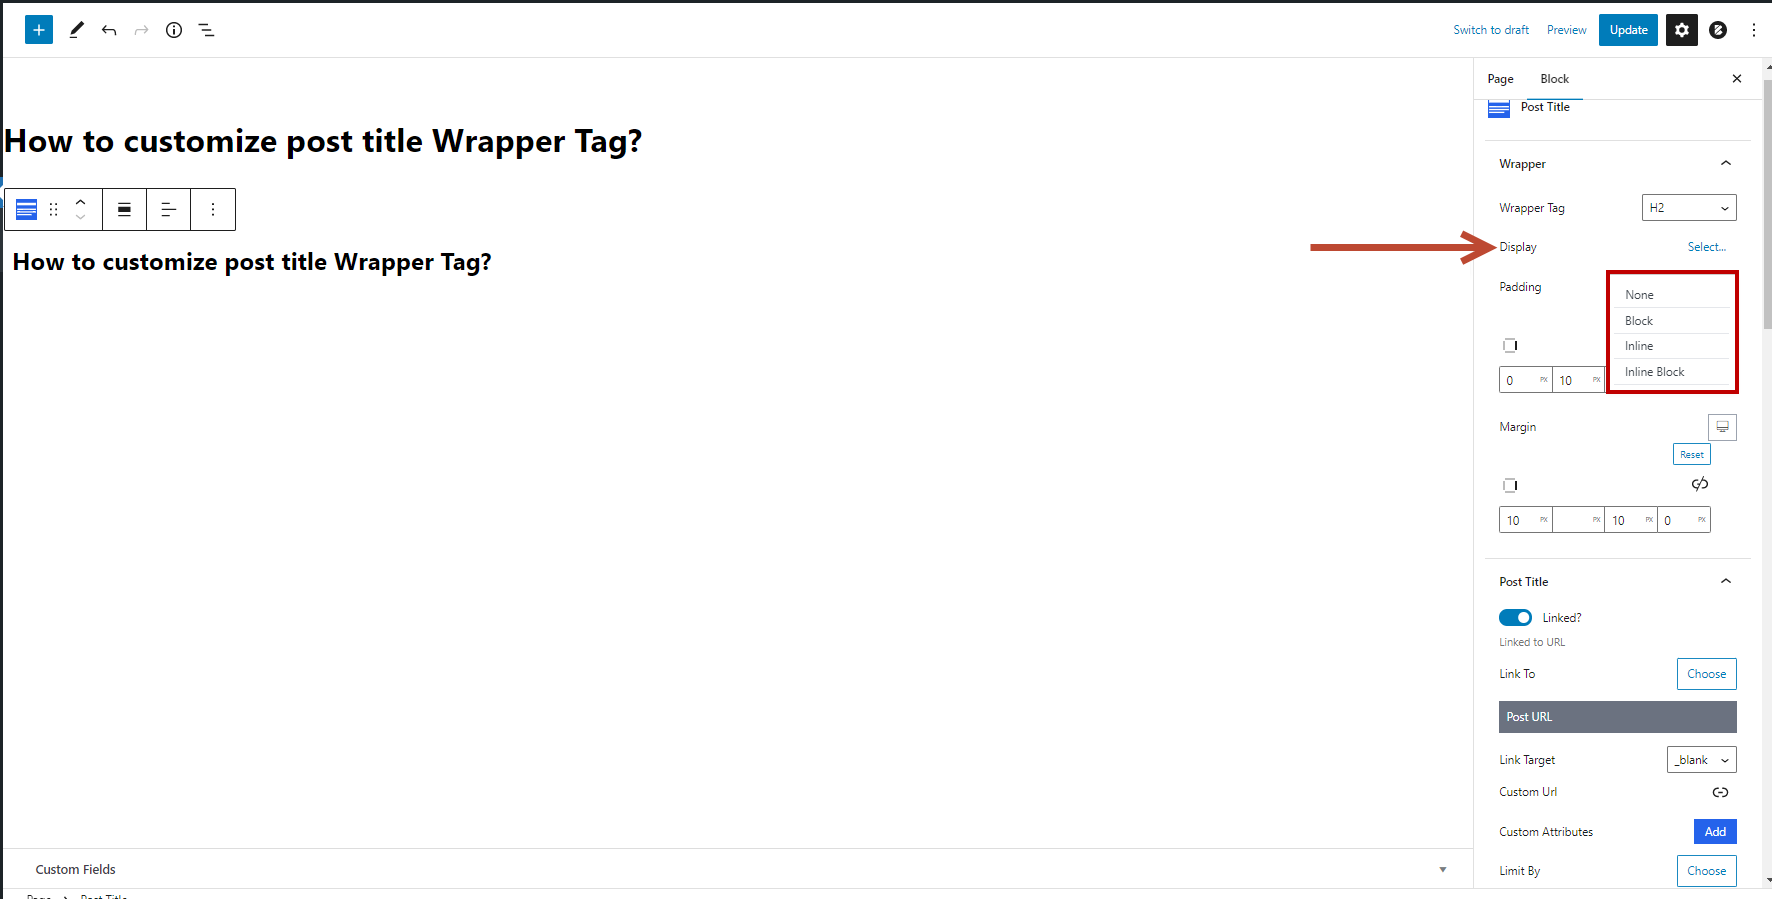 Switch to draft Preview Update
Page Block
Post Title
How to customize post title Wrapper Tag?
Wrapper
Wrapper Tag H2
Display Select...
How to customize post title Wrapper Tag?
Padding
None
Block
Inline
Inline Block
0 PX 10 PX
Margin
Reset
10 PX PX 10 PX 0 PX
Post Title
Linked?
Linked to URL
Link To Choose
Post URL
Link Target _blank
Custom Url
Custom Attributes Add
Custom Fields
Limit By Choose
Page Post Title